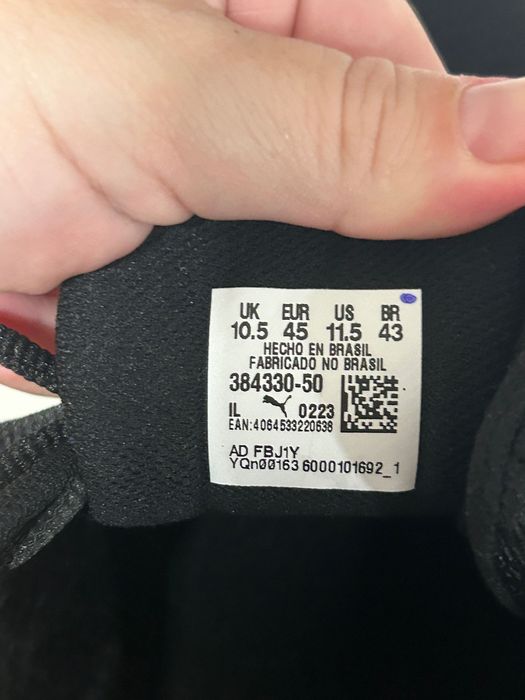 UK EUR US BR
10.5 45 11.5 43
HECHO EN BRASIL
FABRICADO NO BRASIL
384330-50
IL 0223
EAN:4064533220638
AD FBJ1Y
YQn00163 6000101692_1